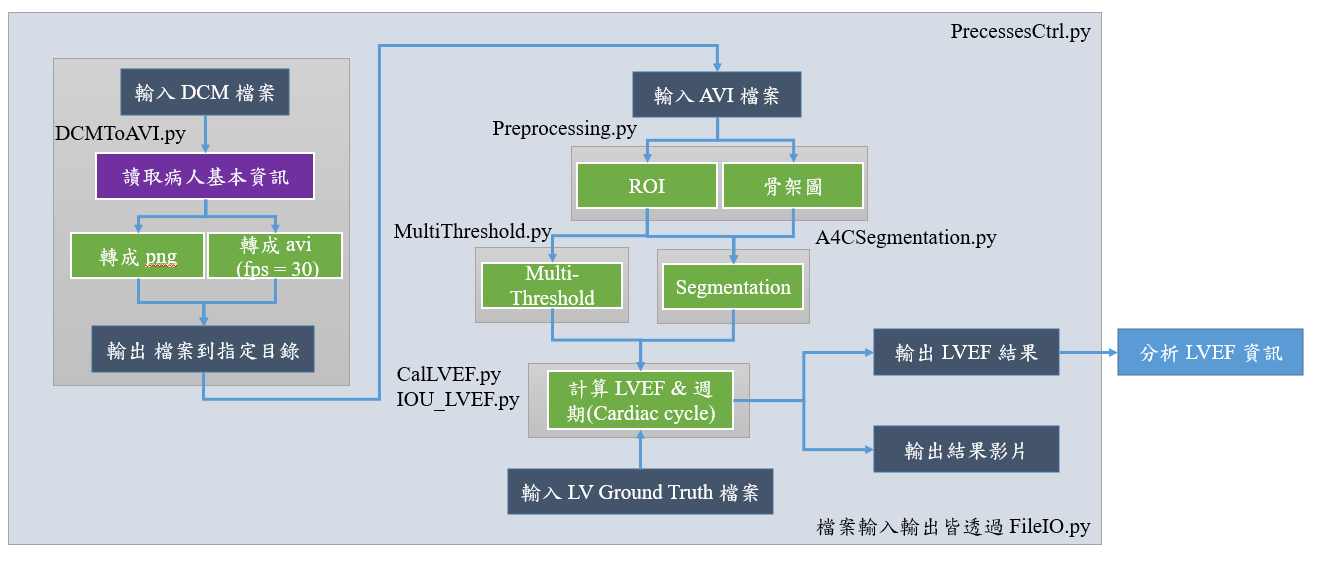 PrecessesCtrl.py
輸入 DCM 檔案
DCMToAVI.py
讀取病人基本資訊
轉成 png
轉成 avi
(fps = 30)
輸出 檔案到指定目錄
輸入 AVI 檔案
Preprocessing.py
ROI
骨架圖
MultiThreshold.py
A4CSegmentation.py
Multi-
Threshold
Segmentation
CalLVEF.py
IOU_LVEF.py
計算 LVEF & 週
期(Cardiac cycle)
輸入 LV Ground Truth 檔案
輸出 LVEF 結果
分析 LVEF 資訊
輸出結果影片
檔案輸入輸出皆透過 FileIO.py